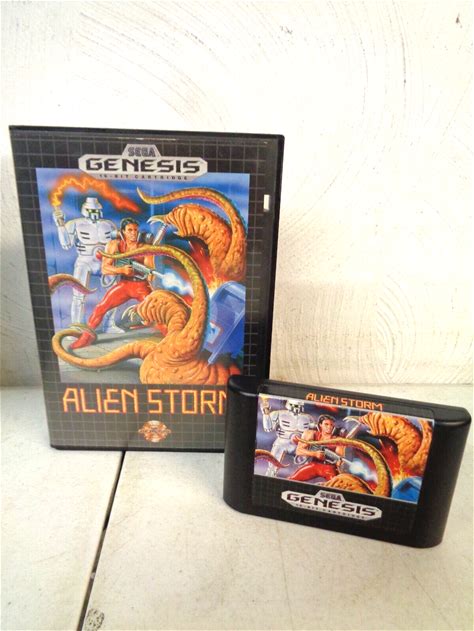 SEGA
GENESIS
16-BIT CARTRIDGE
ALIEN STORM
ALIEN STORM
SEGA
GENESIS
16-BIT CARTRIDGE